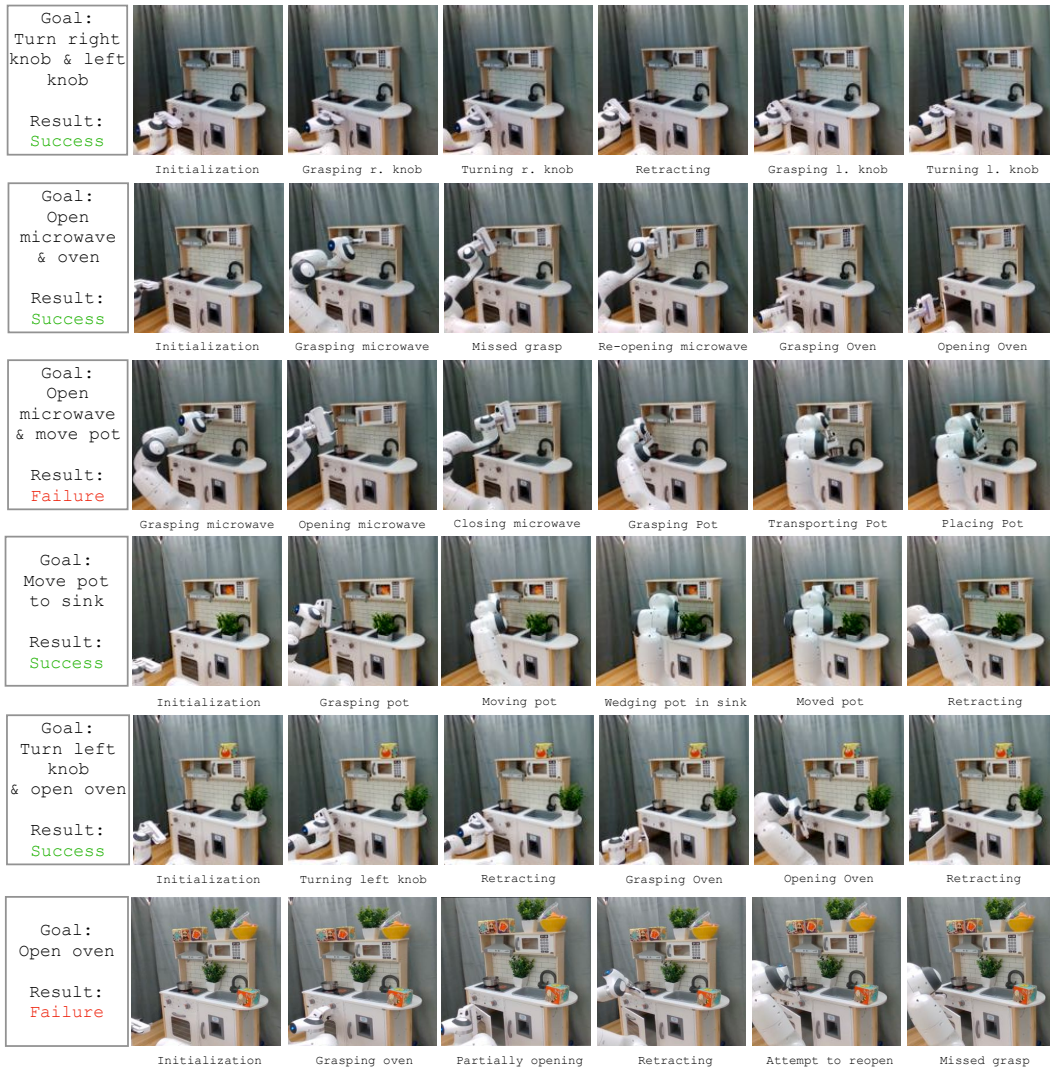 Goal:
Turn right
knob & left
knob
Result:
Success
Initialization
Grasping r. knob
Turning r. knob
Retracting
Grasping l. knob
Turning l. knob
Goal:
Open
microwave
& oven
Result:
Success
Initialization
Grasping microwave
Missed grasp
Re-opening microwave
Grasping Oven
Opening Oven
Goal:
Open
microwave
& move pot
Result:
Failure
Grasping microwave
Opening microwave
Closing microwave
Grasping Pot
Transporting Pot
Placing Pot
Goal:
Move pot
to sink
Result:
Success
Initialization
Grasping pot
Moving pot
Wedging pot in sink
Moved pot
Retracting
Goal:
Turn left
knob
& open oven
Result:
Success
Initialization
Turning left knob
Retracting
Grasping Oven
Opening Oven
Retracting
Goal:
Open oven
Result:
Failure
Initialization
Grasping oven
Partially opening
Retracting
Attempt to reopen
Missed grasp